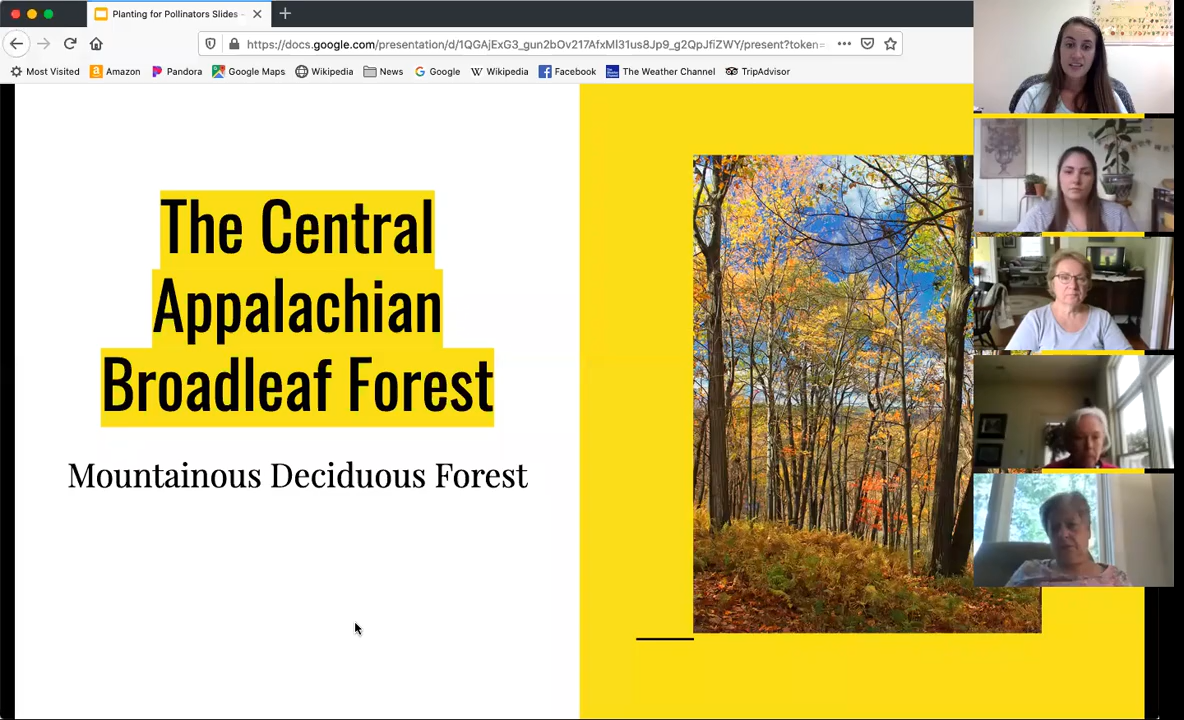 Planting for Pollinators Slides -
https://docs.google.com/presentation/d/1QGAjExG3_gun2bOv217AfxMl31us8Jp9_g2QpJfiZWY/present?token=
Most Visited Amazon Pandora Google Maps Wikipedia News Google Wikipedia Facebook The Weather Channel TripAdvisor
The Central
Appalachian
Broadleaf Forest
Mountainous Deciduous Forest